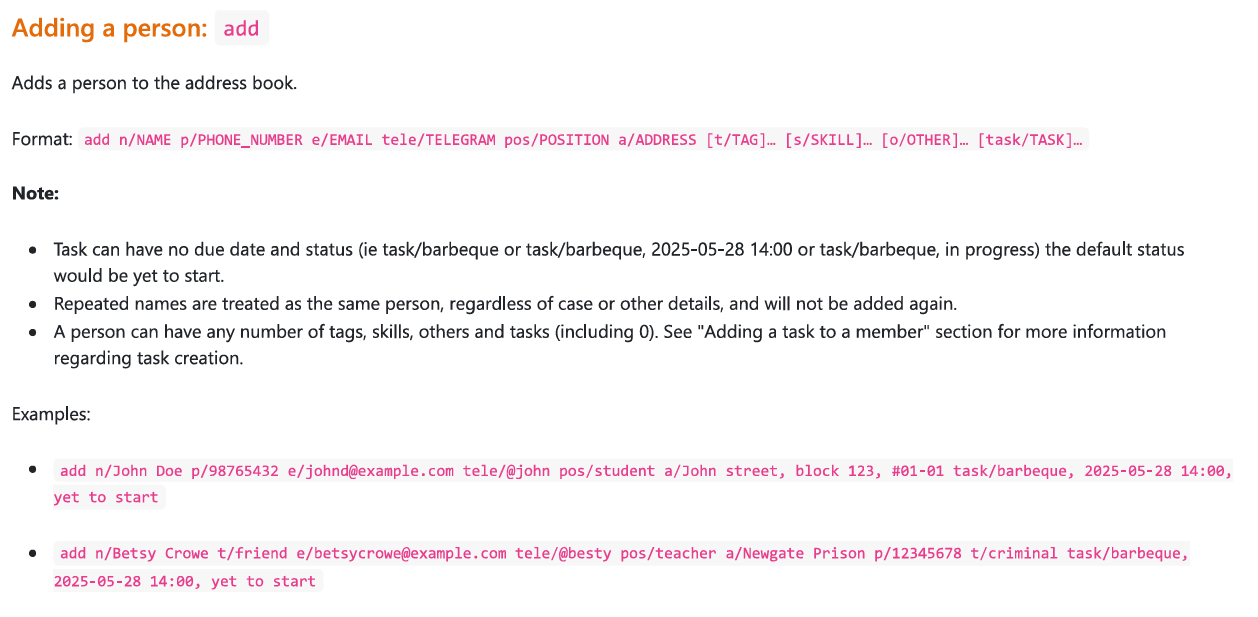 Adding a person: add
Adds a person to the address book.
Format: add n/NAME p/PHONE_NUMBER e/EMAIL tele/TELEGRAM pos/POSITION a/ADDRESS [t/TAG]… [s/SKILL]… [o/OTHER]… [task/TASK]…
Note:
• Task can have no due date and status (ie task/barbeque or task/barbeque, 2025-05-28 14:00 or task/barbeque, in progress) the default status
would be yet to start.
• Repeated names are treated as the same person, regardless of case or other details, and will not be added again.
• A person can have any number of tags, skills, others and tasks (including 0). See "Adding a task to a member" section for more information
regarding task creation.
Examples:
• add n/John Doe p/98765432 e/johnd@example.com tele/@john pos/student a/John street, block 123, #01-01 task/barbeque, 2025-05-28 14:00,
yet to start
• add n/Betsy Crowe t/friend e/betsycrowe@example.com tele/@besty pos/teacher a/Newgate Prison p/12345678 t/criminal task/barbeque,
2025-05-28 14:00, yet to start